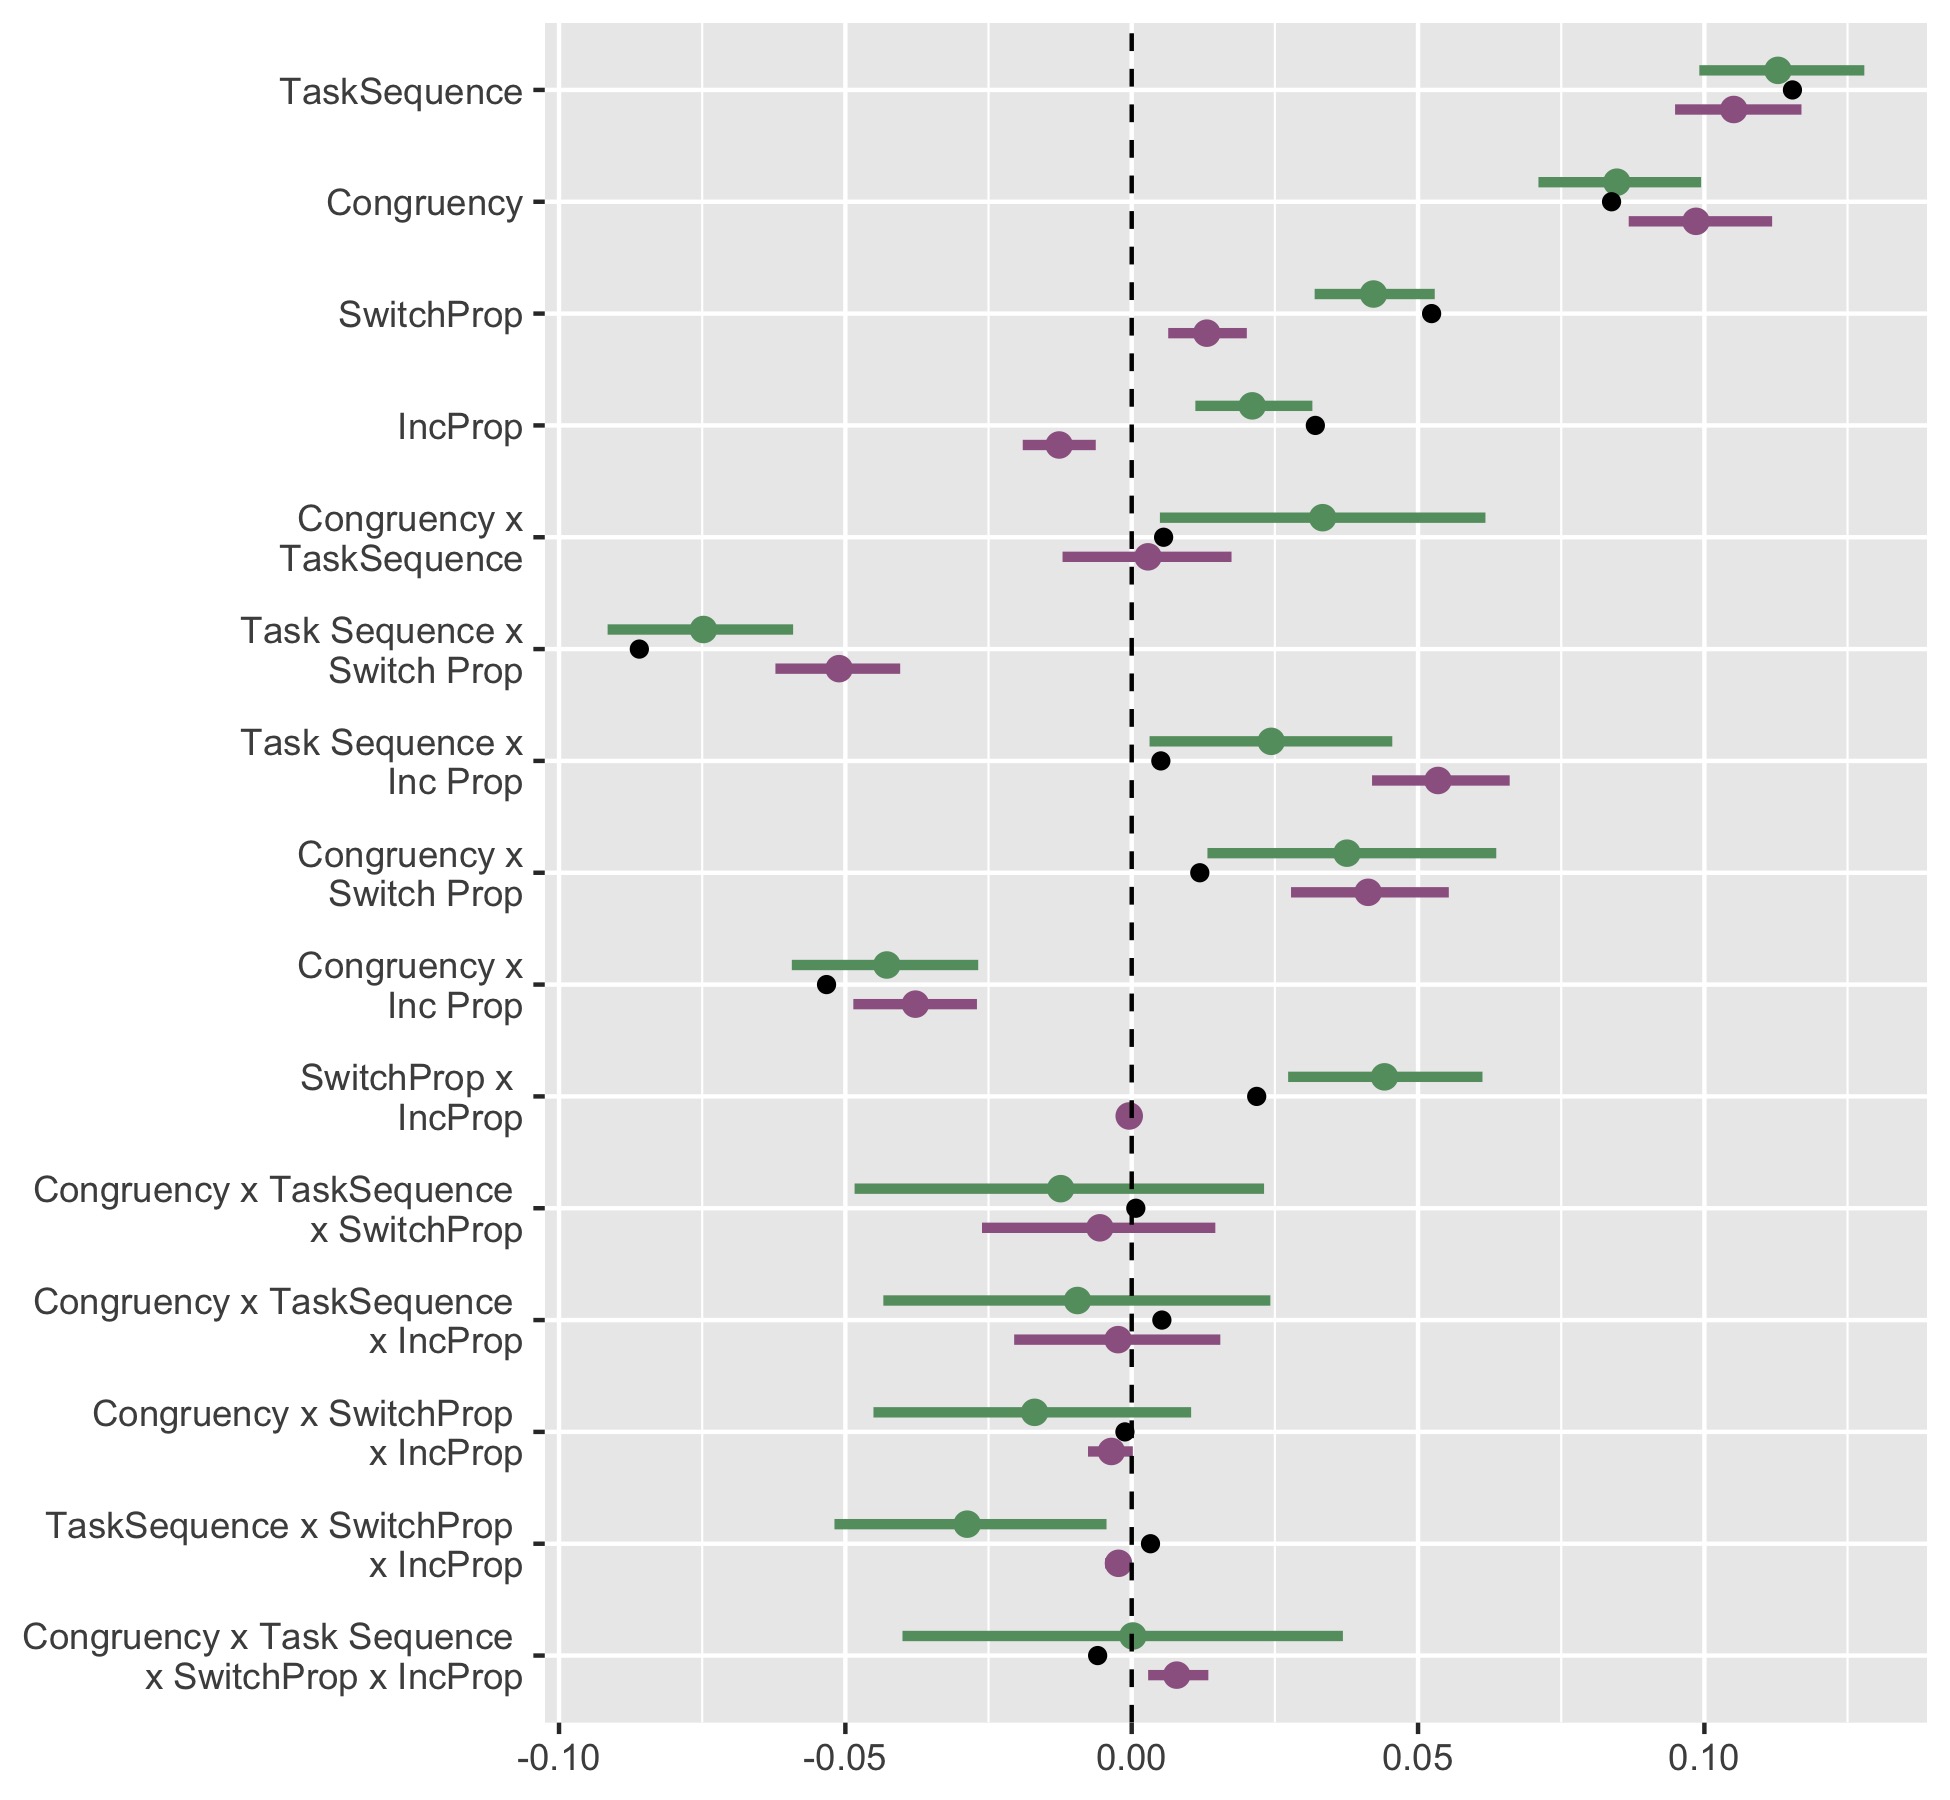 TaskSequence
Congruency
SwitchProp
IncProp
Congruency x
TaskSequence
Task Sequence x
Switch Prop
Task Sequence x
Inc Prop
Congruency x
Switch Prop
Congruency x
Inc Prop
SwitchProp x
IncProp
Congruency x TaskSequence
x SwitchProp
Congruency x TaskSequence
x IncProp
Congruency x SwitchProp
x IncProp
TaskSequence x SwitchProp
x IncProp
Congruency x Task Sequence
x SwitchProp x IncProp
-0.10 -0.05 0.00 0.05 0.10